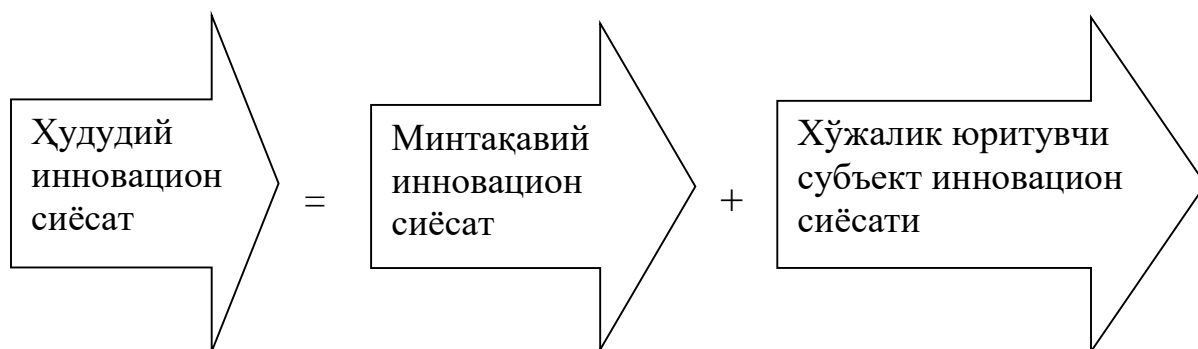 Ҳудудий
инновацион
сиёсат
=
Минтақавий
инновацион
сиёсат
+
Хўжалик юритувчи
субъект инновацион
сиёсати